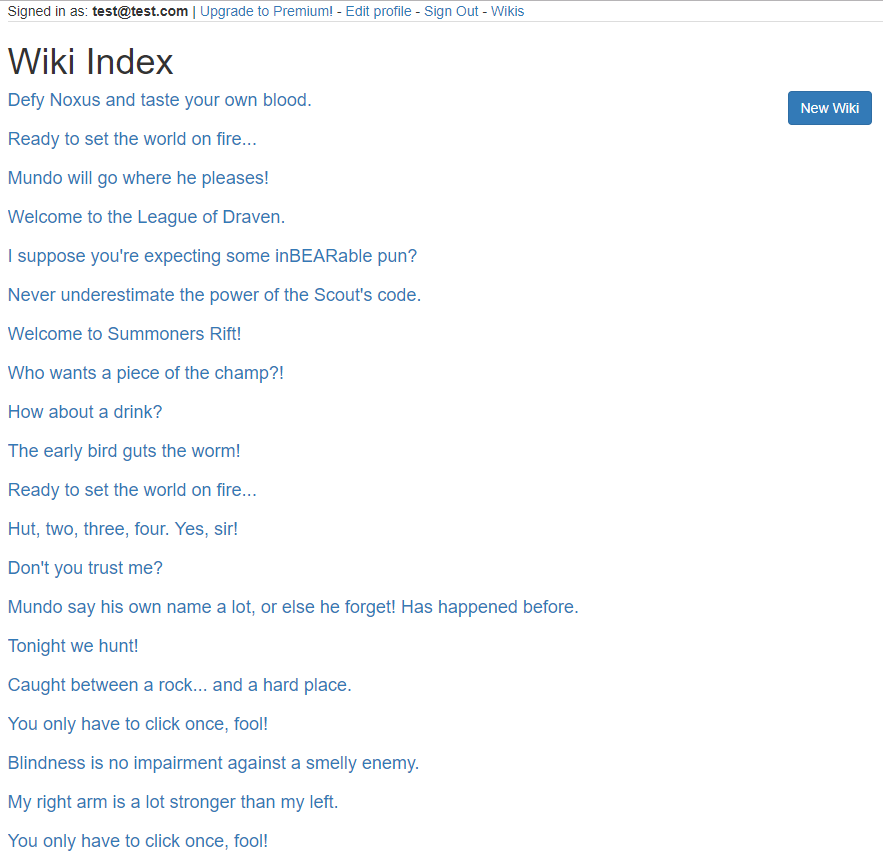 Signed in as: test@test.com | Upgrade to Premium! - Edit profile - Sign Out - Wikis
Wiki Index
Defy Noxus and taste your own blood.
New Wiki
Ready to set the world on fire...
Mundo will go where he pleases!
Welcome to the League of Draven.
I suppose you're expecting some inBEARable pun?
Never underestimate the power of the Scout's code.
Welcome to Summoners Rift!
Who wants a piece of the champ?!
How about a drink?
The early bird guts the worm!
Ready to set the world on fire...
Hut, two, three, four. Yes, sir!
Don't you trust me?
Mundo say his own name a lot, or else he forget! Has happened before.
Tonight we hunt!
Caught between a rock... and a hard place.
You only have to click once, fool!
Blindness is no impairment against a smelly enemy.
My right arm is a lot stronger than my left.
You only have to click once, fool!